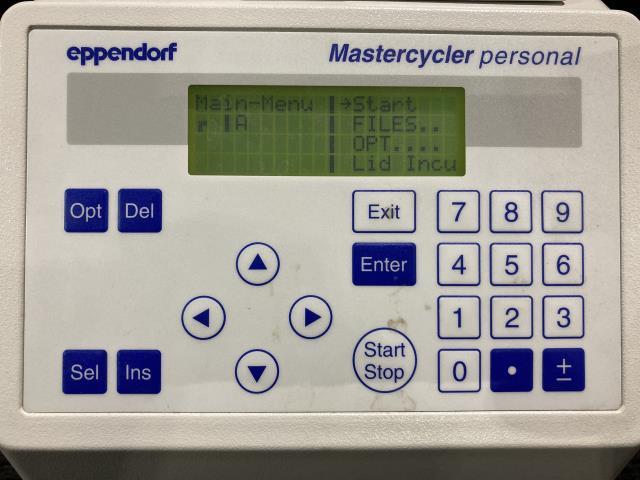 eppendorf Mastercycler personal
Main-Menu →Start
A FILES..
OPT....
Lid Incu
Opt Del Exit 7 8 9
Enter 4 5 6
1 2 3
Start
Stop
Sel Ins 0 . ±